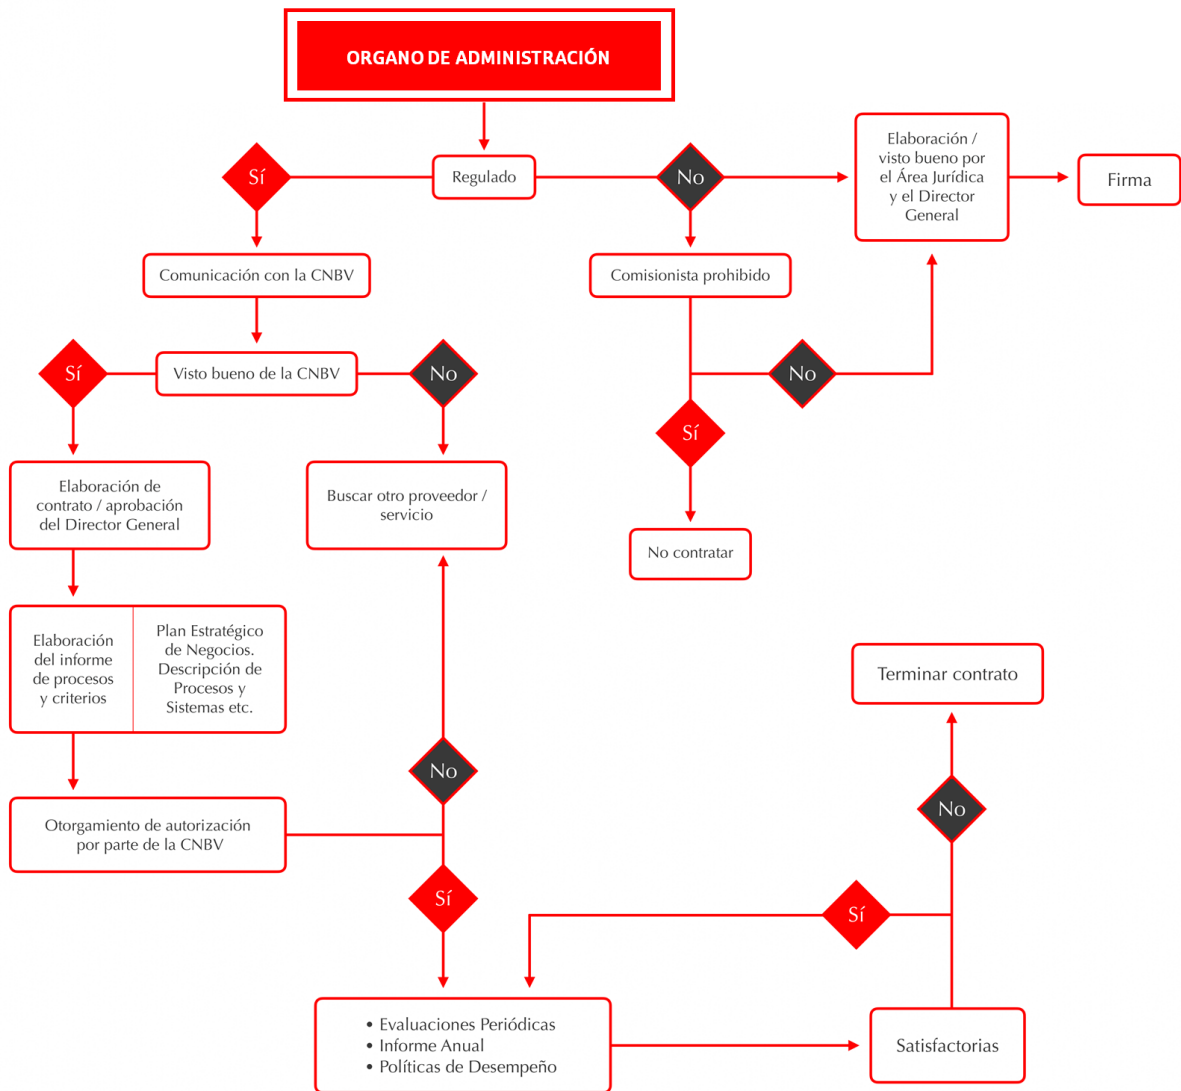 ORGANO DE ADMINISTRACIÓN
Sí
Regulado
No
Elaboración /
visto bueno por
el Área Jurídica
y el Director
General
Firma
Comunicación con la CNBV
Comisionista prohibido
Sí
Visto bueno de la CNBV
No
No
Sí
Elaboración de
contrato / aprobación
del Director General
Buscar otro proveedor /
servicio
No contratar
Elaboración
del informe
de procesos
y criterios
Plan Estratégico
de Negocios.
Descripción de
Procesos y
Sistemas etc.
Terminar contrato
No
No
Otorgamiento de autorización
por parte de la CNBV
Sí
Sí
• Evaluaciones Periódicas
• Informe Anual
• Políticas de Desempeño
Satisfactorias